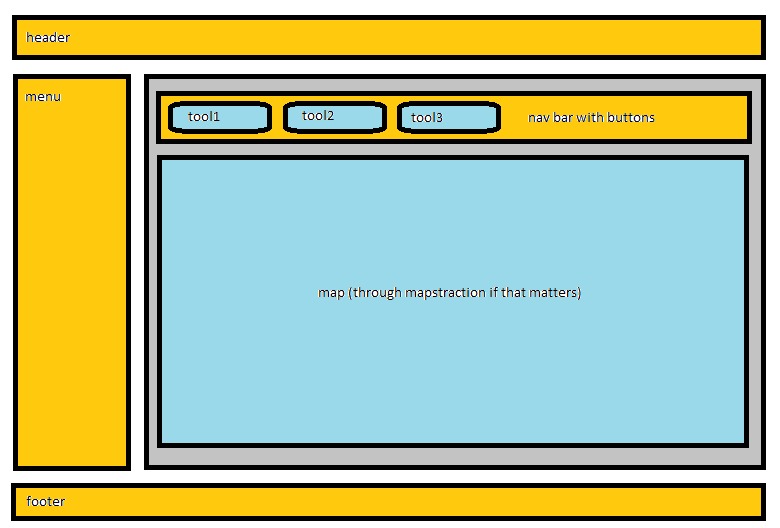 header
menu
tool1
tool2
tool3
nav bar with buttons
map (through mapstraction if that matters)
footer